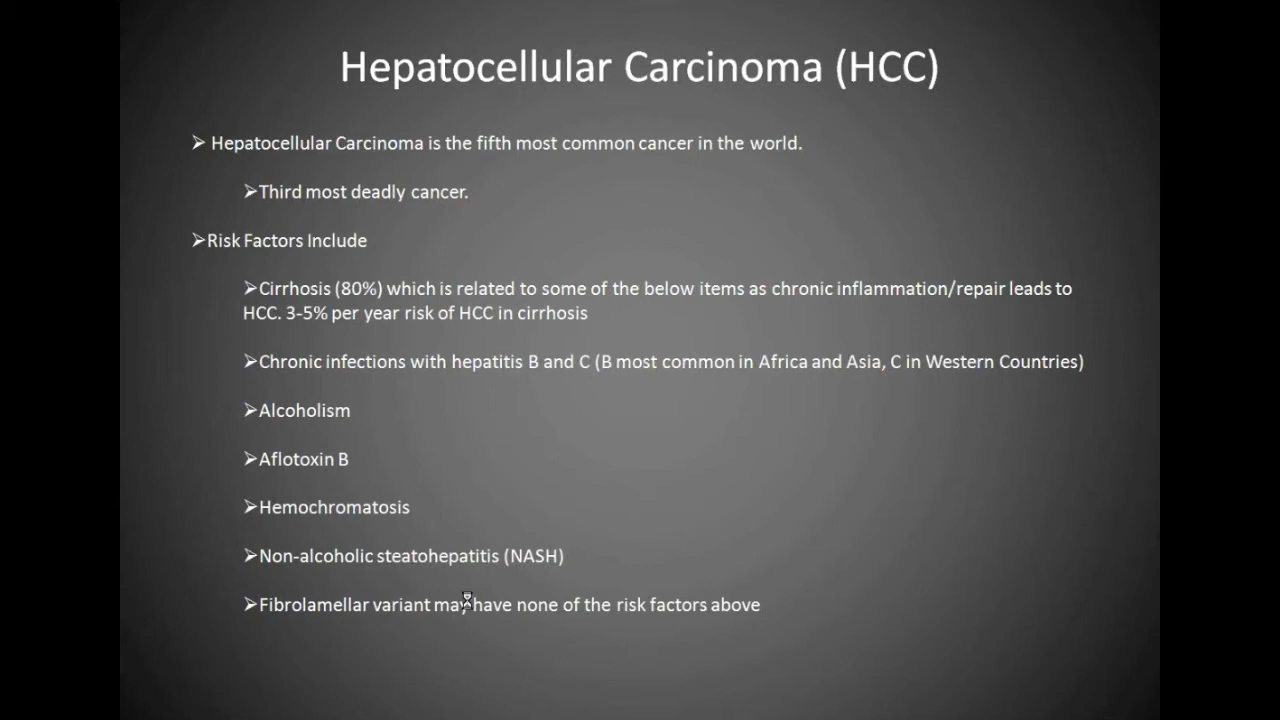 Hepatocellular Carcinoma (HCC)
➢ Hepatocellular Carcinoma is the fifth most common cancer in the world.
➢Third most deadly cancer.
➢Risk Factors Include
➢Cirrhosis (80%) which is related to some of the below items as chronic inflammation/repair leads to
HCC. 3-5% per year risk of HCC in cirrhosis
➢Chronic infections with hepatitis B and C (B most common in Africa and Asia, C in Western Countries)
➢Alcoholism
➢Aflotoxin B
➢Hemochromatosis
➢Non-alcoholic steatohepatitis (NASH)
➢Fibrolamellar variant may have none of the risk factors above